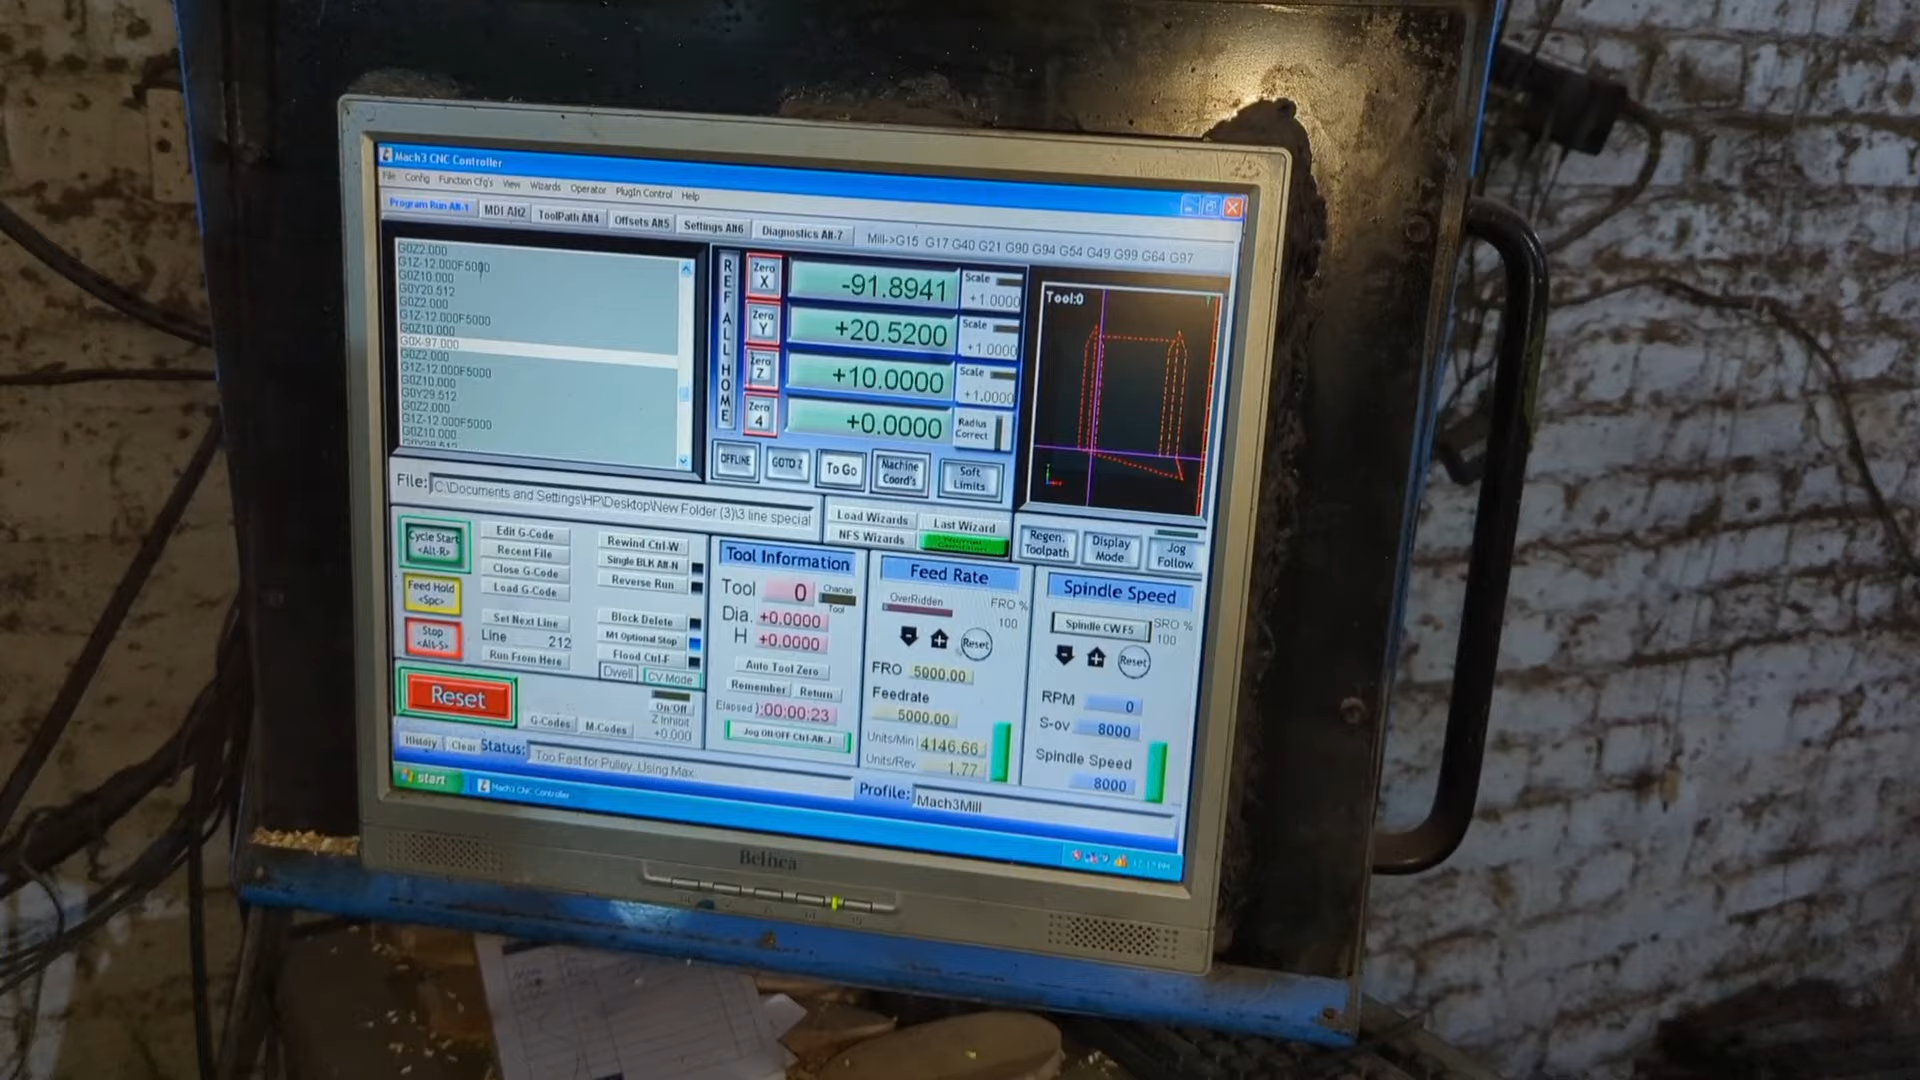 Mach3 CNC Controller
File Config Function Cfg's View Wizards Operator PlugIn Control Help
Program Run Alt-1 MDI Alt2 ToolPath Alt4 Offsets Alt5 Settings Alt6 Diagnostics Alt-7 Mill->G15 G17 G40 G21 G90 G94 G54 G49 G99 G64 G97
G0Z2.000
G1Z-12.000F5000
G0Z10.000
G0Y20.512
G0Z2.000
G1Z-12.000F5000
G0Z10.000
G0X-97.000
G0Z2.000
G1Z-12.000F5000
G0Z10.000
G0Y29.512
G0Z2.000
G1Z-12.000F5000
G0Z10.000
REF ALL HOME
Zero X -91.8941 Scale +1.0000
Zero Y +20.5200 Scale +1.0000
Zero Z +10.0000 Scale +1.0000
Zero 4 +0.0000 Radius Correct
OFFLINE GOTO Z To Go Machine Coord's Soft Limits
Tool:0
File: C:\Documents and Settings\HP\Desktop\New Folder (3)\3 line special
Load Wizards Last Wizard
NFS Wizards
Regen. Toolpath Display Mode Jog Follow
Cycle Start <Alt-R>
Feed Hold <Spc>
Stop <Alt-S>
Reset
Edit G-Code
Recent File
Close G-Code
Load G-Code
Set Next Line
Line 212
Run From Here
Rewind Ctrl-W
Single BLK Alt-N
Reverse Run
Block Delete
M1 Optional Stop
Flood Ctrl-F
Dwell CV Mode
On/Off
Z Inhibit
+0.000
G-Codes M-Codes
Tool Information
Tool 0 Change Tool
Dia. +0.0000
H +0.0000
Auto Tool Zero
Remember Return
Elapsed 00:00:23
Jog ON/OFF Ctrl-Alt-J
Feed Rate
OverRidden FRO %
100
Reset
FRO 5000.00
Feedrate
5000.00
Units/Min 4146.66
Units/Rev 1.77
Spindle Speed
Spindle CW F5 SRO %
100
Reset
RPM 0
S-ov 8000
Spindle Speed
8000
History Clear Status: Too Fast for Pulley..Using Max.
Profile: Mach3Mill
start Mach3 CNC Controller
Belinea